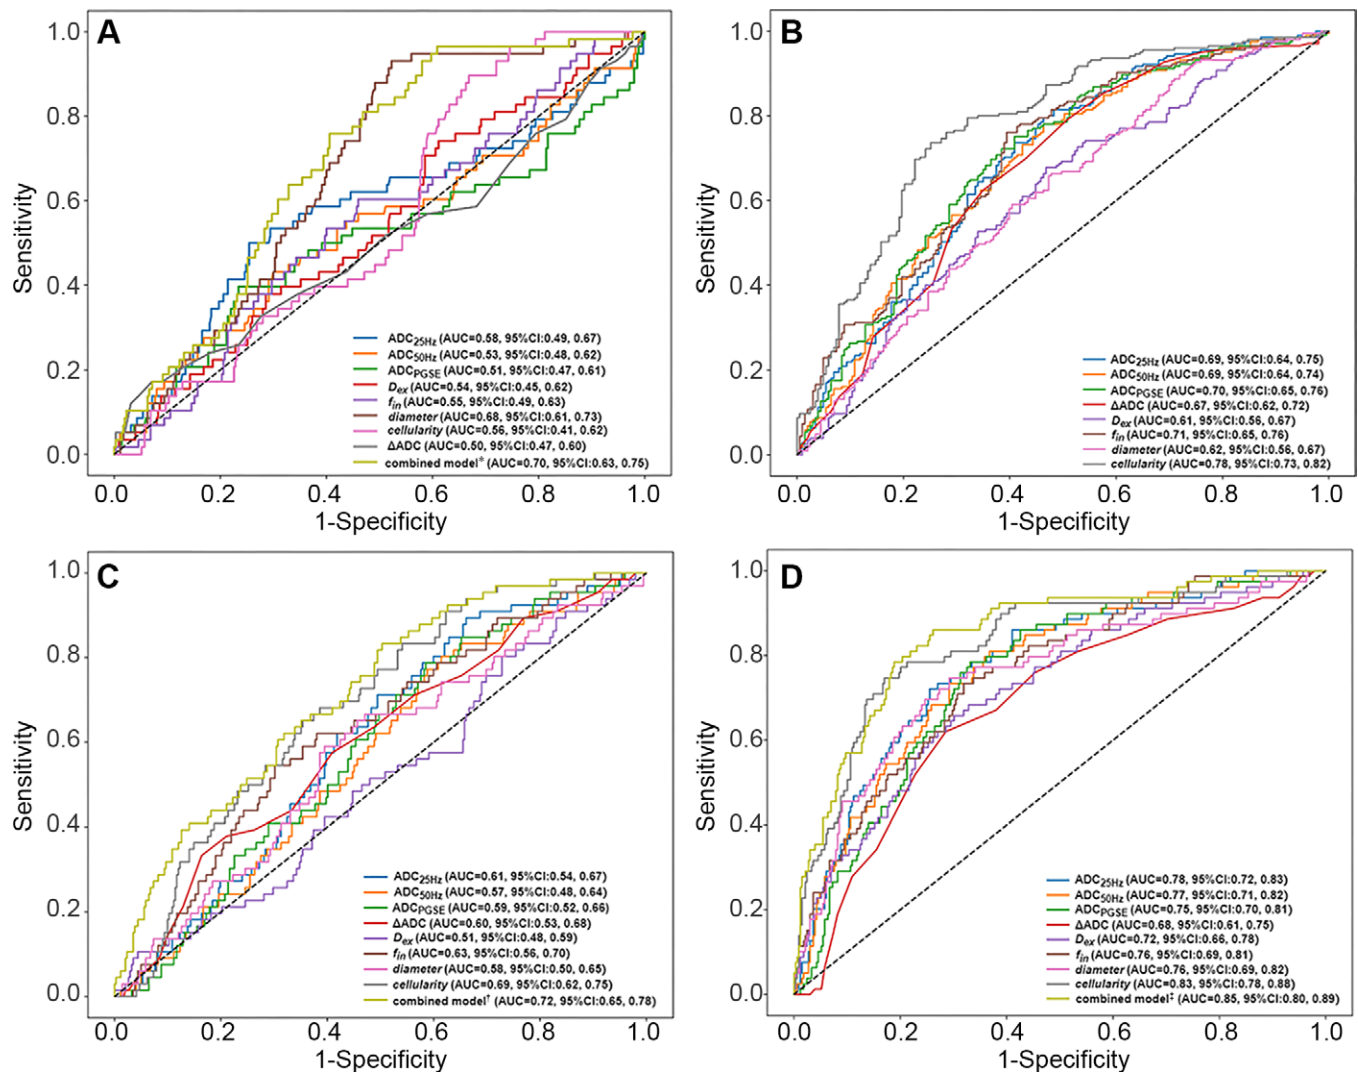 A
1.0
0.8
0.6
0.4
0.2
0.0
Sensitivity
ADC25Hz (AUC=0.58, 95%CI:0.49, 0.67)
ADC50Hz (AUC=0.53, 95%CI:0.48, 0.62)
ADCPGSE (AUC=0.51, 95%CI:0.47, 0.61)
Dex (AUC=0.54, 95%CI:0.45, 0.62)
fin (AUC=0.55, 95%CI:0.49, 0.63)
diameter (AUC=0.68, 95%CI:0.61, 0.73)
cellularity (AUC=0.56, 95%CI:0.41, 0.62)
ΔADC (AUC=0.50, 95%CI:0.47, 0.60)
combined model* (AUC=0.70, 95%CI:0.63, 0.75)
0.0 0.2 0.4 0.6 0.8 1.0
1-Specificity
B
1.0
0.8
0.6
0.4
0.2
0.0
Sensitivity
ADC25Hz (AUC=0.69, 95%CI:0.64, 0.75)
ADC50Hz (AUC=0.69, 95%CI:0.64, 0.74)
ADCPGSE (AUC=0.70, 95%CI:0.65, 0.76)
ΔADC (AUC=0.67, 95%CI:0.62, 0.72)
Dex (AUC=0.61, 95%CI:0.56, 0.67)
fin (AUC=0.71, 95%CI:0.65, 0.76)
diameter (AUC=0.62, 95%CI:0.56, 0.67)
cellularity (AUC=0.78, 95%CI:0.73, 0.82)
0.0 0.2 0.4 0.6 0.8 1.0
1-Specificity
C
1.0
0.8
0.6
0.4
0.2
0.0
Sensitivity
ADC25Hz (AUC=0.61, 95%CI:0.54, 0.67)
ADC50Hz (AUC=0.57, 95%CI:0.48, 0.64)
ADCPGSE (AUC=0.59, 95%CI:0.52, 0.66)
ΔADC (AUC=0.60, 95%CI:0.53, 0.68)
Dex (AUC=0.51, 95%CI:0.48, 0.59)
fin (AUC=0.63, 95%CI:0.56, 0.70)
diameter (AUC=0.58, 95%CI:0.50, 0.65)
cellularity (AUC=0.69, 95%CI:0.62, 0.75)
combined model† (AUC=0.72, 95%CI:0.65, 0.78)
0.0 0.2 0.4 0.6 0.8 1.0
1-Specificity
D
1.0
0.8
0.6
0.4
0.2
0.0
Sensitivity
ADC25Hz (AUC=0.78, 95%CI:0.72, 0.83)
ADC50Hz (AUC=0.77, 95%CI:0.71, 0.82)
ADCPGSE (AUC=0.75, 95%CI:0.70, 0.81)
ΔADC (AUC=0.68, 95%CI:0.61, 0.75)
Dex (AUC=0.72, 95%CI:0.66, 0.78)
fin (AUC=0.76, 95%CI:0.69, 0.81)
diameter (AUC=0.76, 95%CI:0.69, 0.82)
cellularity (AUC=0.83, 95%CI:0.78, 0.88)
combined model‡ (AUC=0.85, 95%CI:0.80, 0.89)
0.0 0.2 0.4 0.6 0.8 1.0
1-Specificity